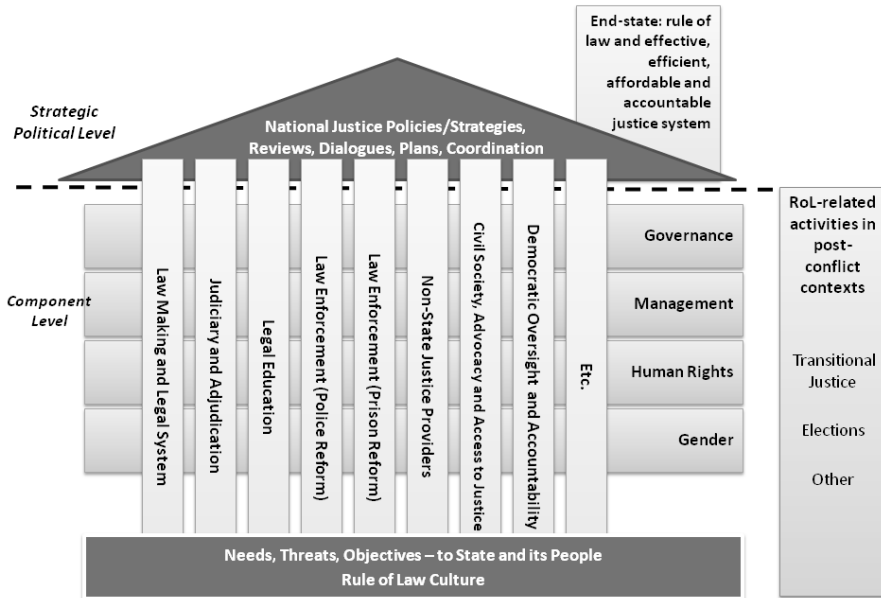 End-state: rule of
law and effective,
efficient,
affordable and
accountable
justice system
Strategic
Political Level
National Justice Policies/Strategies,
Reviews, Dialogues, Plans, Coordination
Component
Level
Law Making and Legal System
Judiciary and Adjudication
Legal Education
Law Enforcement (Police Reform)
Law Enforcement (Prison Reform)
Non-State Justice Providers
Civil Society, Advocacy and Access to Justice
Democratic Oversight and Accountability
Etc.
Governance
Management
Human Rights
Gender
RoL-related
activities in
post-
conflict
contexts
Transitional
Justice
Elections
Other
Needs, Threats, Objectives – to State and its People
Rule of Law Culture